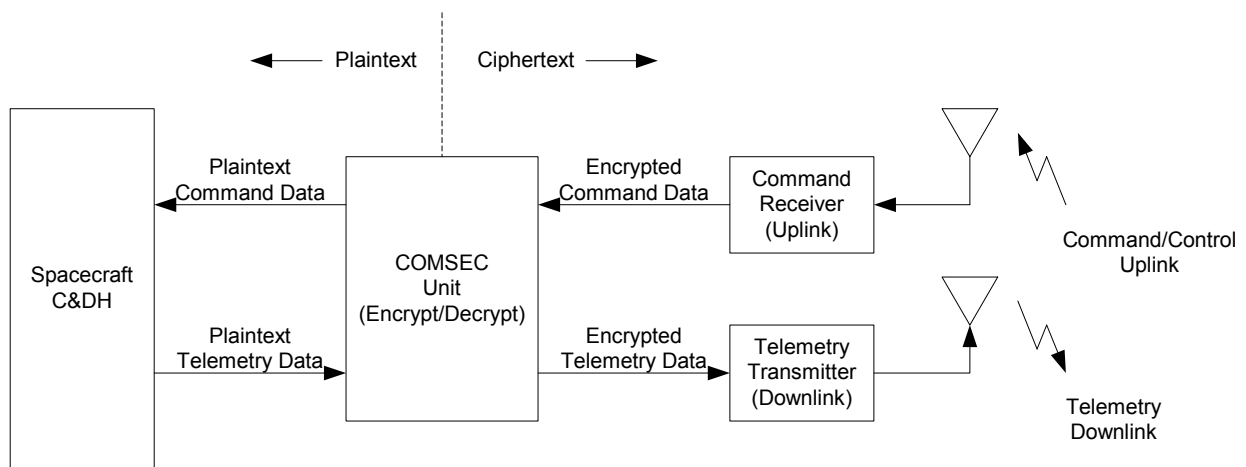 Plaintext
Ciphertext
Plaintext
Command Data
Encrypted
Command Data
Command
Receiver
(Uplink)
Command/Control
Uplink
Spacecraft
C&DH
COMSEC
Unit
(Encrypt/Decrypt)
Plaintext
Telemetry Data
Encrypted
Telemetry Data
Telemetry
Transmitter
(Downlink)
Telemetry
Downlink